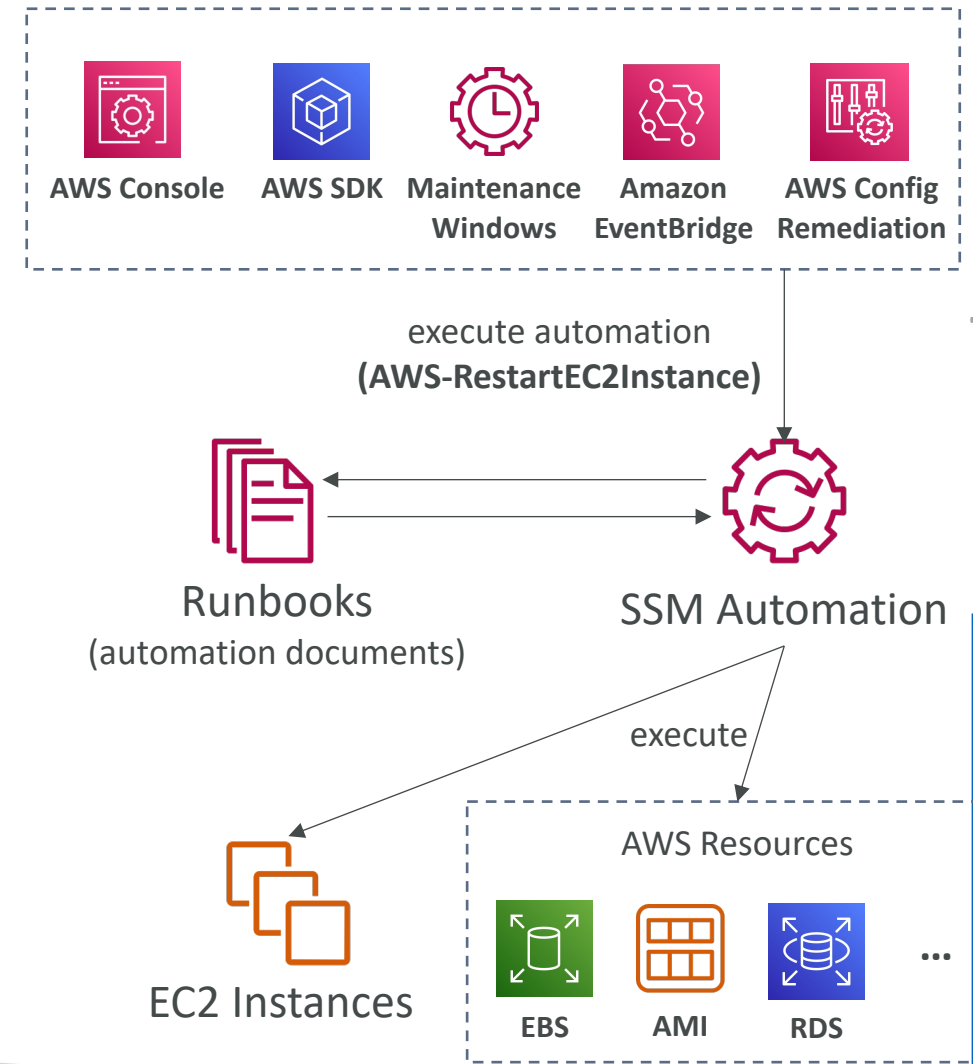 AWS Console
AWS SDK
Maintenance
Windows
Amazon
EventBridge
AWS Config
Remediation
execute automation
(AWS-RestartEC2Instance)
Runbooks
(automation documents)
SSM Automation
execute
AWS Resources
EC2 Instances
EBS
AMI
RDS
...